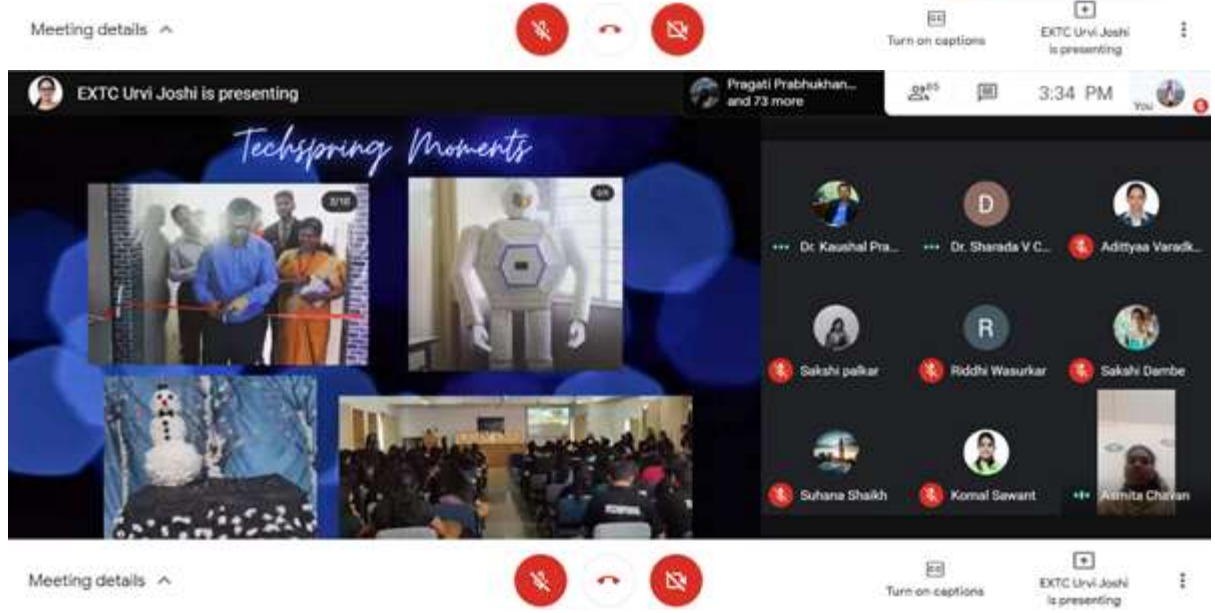 Meeting details
Turn on captions
EXTC Urvi Joshi
is presenting
EXTC Urvi Joshi is presenting
Pragati Prabhukhan...
and 73 more
85
3:34 PM
You
Techspring Moments
2/10
Dr. Kaushal Pra...
D
Dr. Sharada V C...
Adittyaa Varadk...
Sakshi palkar
R
Riddhi Wasurkar
Sakshi Dambe
Suhana Shaikh
Komal Sawant
Asmita Chavan
Meeting details
Turn on captions
EXTC Urvi Joshi
is presenting